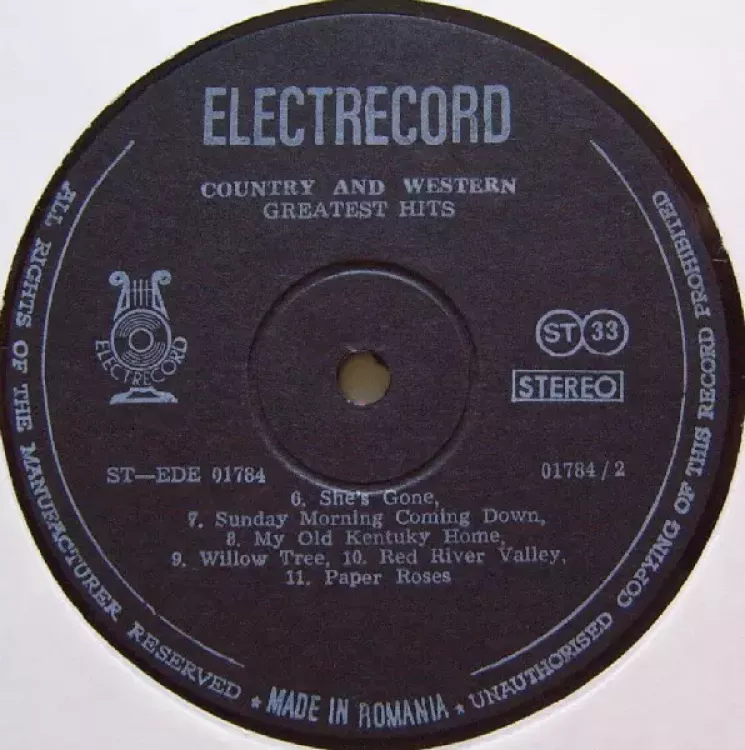 ELECTRECORD
COUNTRY AND WESTERN
GREATEST HITS
ELECTRECORD
ST 33
STEREO
ST—EDE 01784
01784/2
6. She's Gone,
7. Sunday Morning Coming Down,
8. My Old Kentuky Home,
9. Willow Tree, 10. Red River Valley,
11. Paper Roses
ALL RIGHTS OF THE MANUFACTURER RESERVED ★ MADE IN ROMANIA ★ UNAUTHORISED COPYING OF THIS RECORD PROHIBITED